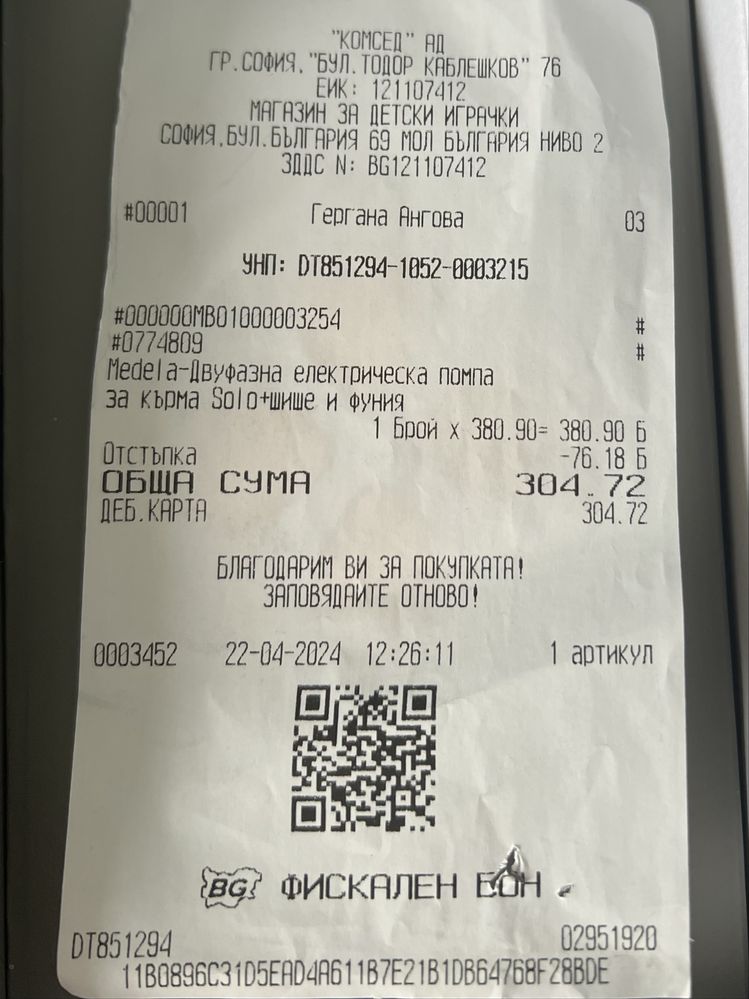 "КОМСЕД" АД
ГР.СОФИЯ, "БУЛ.ТОДОР КАБЛЕШКОВ" 76
ЕИК: 121107412
МАГАЗИН ЗА ДЕТСКИ ИГРАЧКИ
СОФИЯ,БУЛ.БЪЛГАРИЯ 69 МОЛ БЪЛГАРИЯ НИВО 2
ЗДДС N: BG121107412
#00001 Гергана Ангова 03
УНП: DT851294-1052-0003215
#000000MB01000003254 #
#0774809 #
Medela-Двуфазна електрическа помпа
за кърма Solo+шише и фуния
1 Брой x 380.90= 380.90 Б
Отстъпка -76.18 Б
ОБЩА СУМА 304.72
ДЕБ.КАРТА 304.72
БЛАГОДАРИМ ВИ ЗА ПОКУПКАТА!
ЗАПОВЯДАЙТЕ ОТНОВО!
0003452 22-04-2024 12:26:11 1 артикул
BG ФИСКАЛЕН БОН
DT851294 02951920
11B0896C31D5EAD4A611B7E21B1DB64768F28BDE